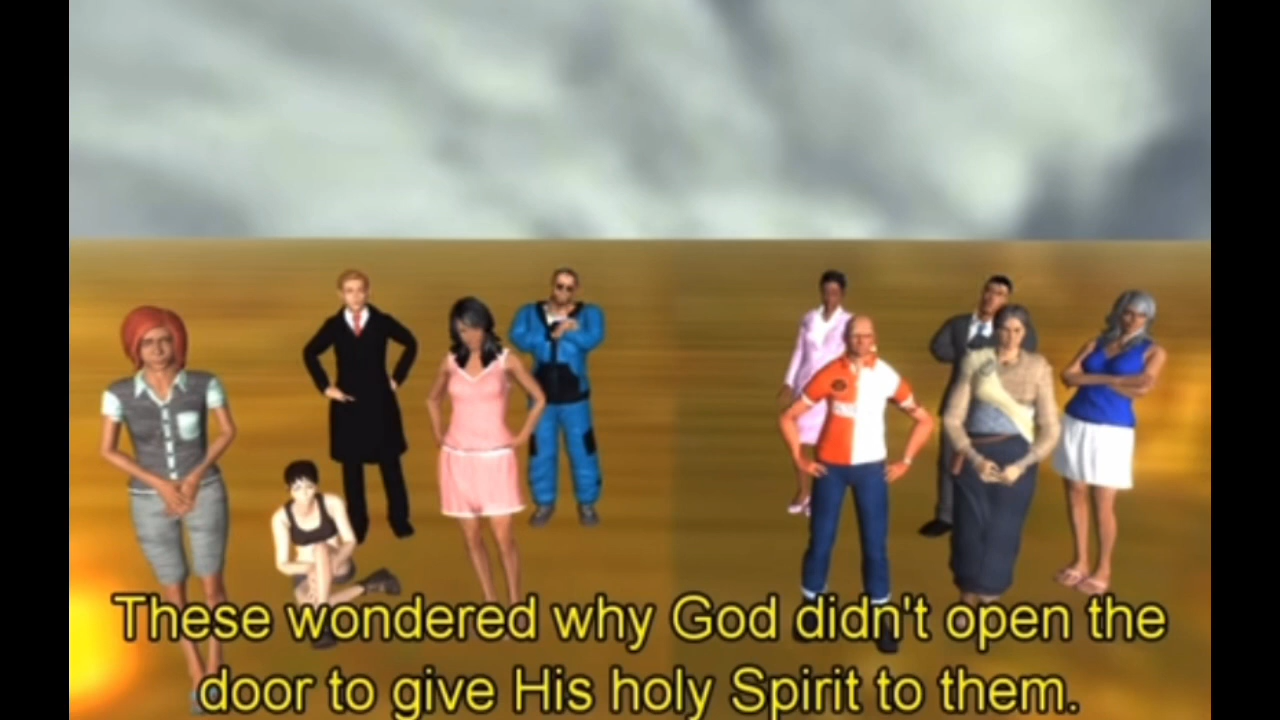 These wondered why God didn't open the
door to give His holy Spirit to them.